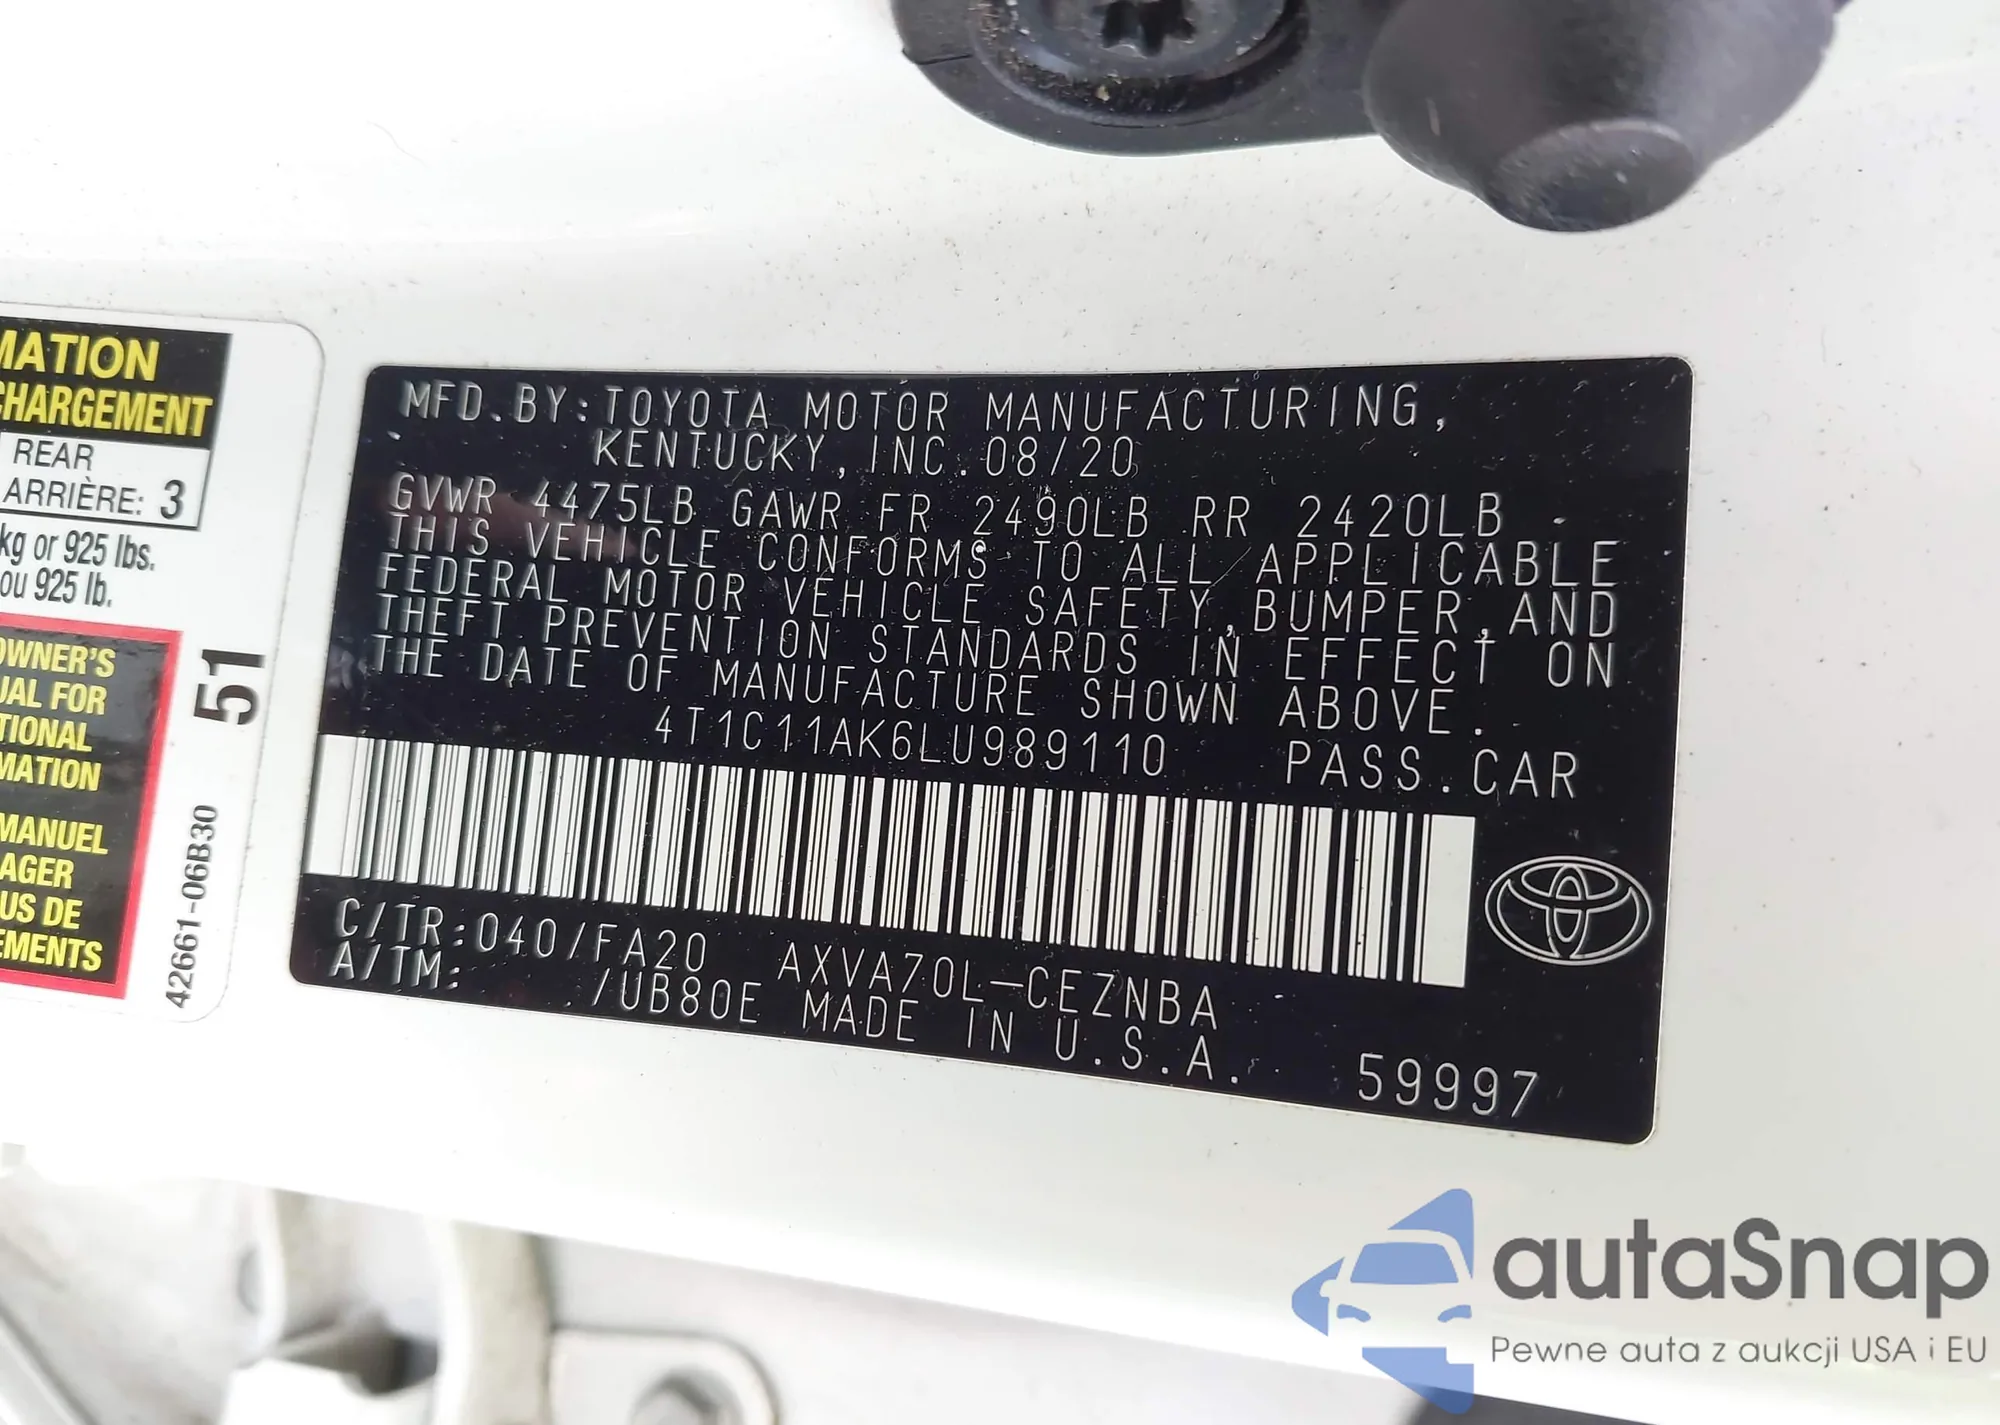 MATION
CHARGEMENT
REAR
ARRIÈRE: 3
kg or 925 lbs.
ou 925 lb.
OWNER'S
UAL FOR
TIONAL
MATION
MANUEL
AGER
US DE
EMENTS
51
42661-06B30
MFD. BY: TOYOTA MOTOR MANUFACTURING,
KENTUCKY, INC. 08/20
GVWR 4475LB GAWR FR 2490LB RR 2420LB
THIS VEHICLE CONFORMS TO ALL APPLICABLE
FEDERAL MOTOR VEHICLE SAFETY, BUMPER, AND
THEFT PREVENTION STANDARDS IN EFFECT ON
THE DATE OF MANUFACTURE SHOWN ABOVE.
4T1C11AK6LU989110 PASS. CAR
C/TR: 040/FA20 AXVA70L-CEZNBA
A/TM: /UB80E MADE IN U.S.A. 59997
autaSnap
Pewne auta z aukcji USA i EU